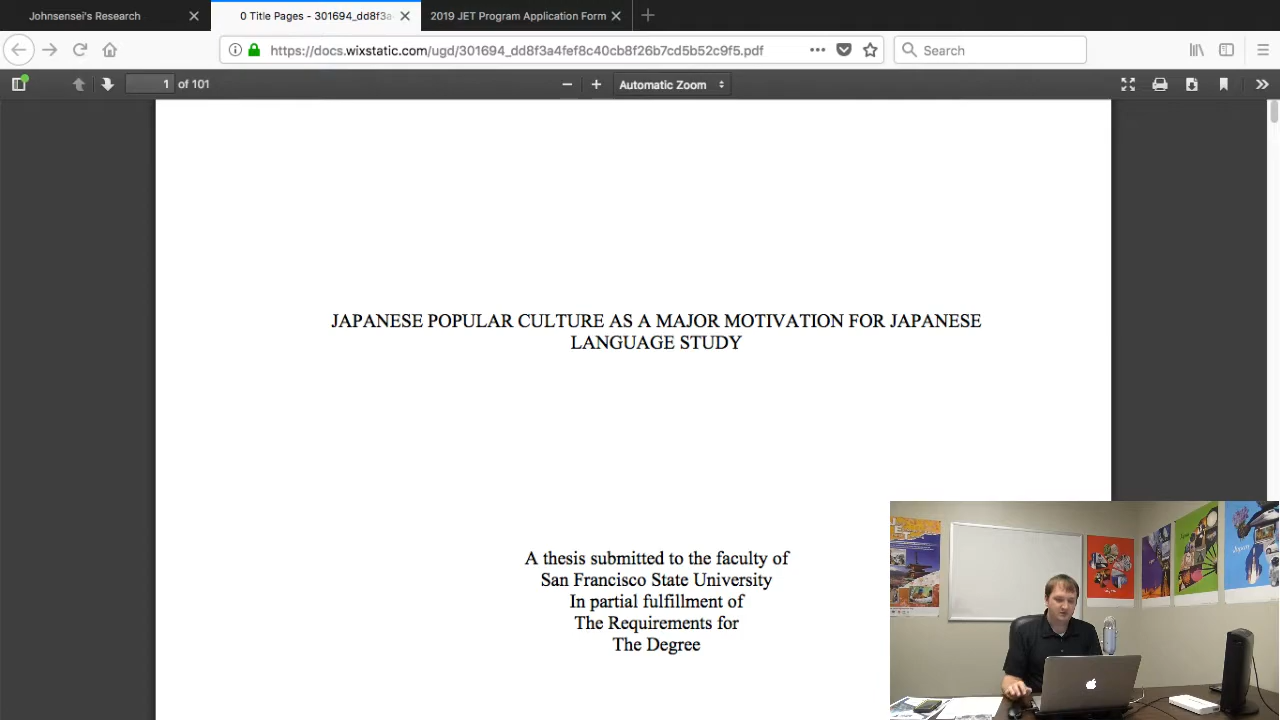 Johnsensei's Research
0 Title Pages - 301694_dd8f3a
2019 JET Program Application Form
https://docs.wixstatic.com/ugd/301694_dd8f3a4fef8c40cb8f26b7cd5b52c9f5.pdf
Search
1 of 101
Automatic Zoom
JAPANESE POPULAR CULTURE AS A MAJOR MOTIVATION FOR JAPANESE
LANGUAGE STUDY
A thesis submitted to the faculty of
San Francisco State University
In partial fulfillment of
The Requirements for
The Degree